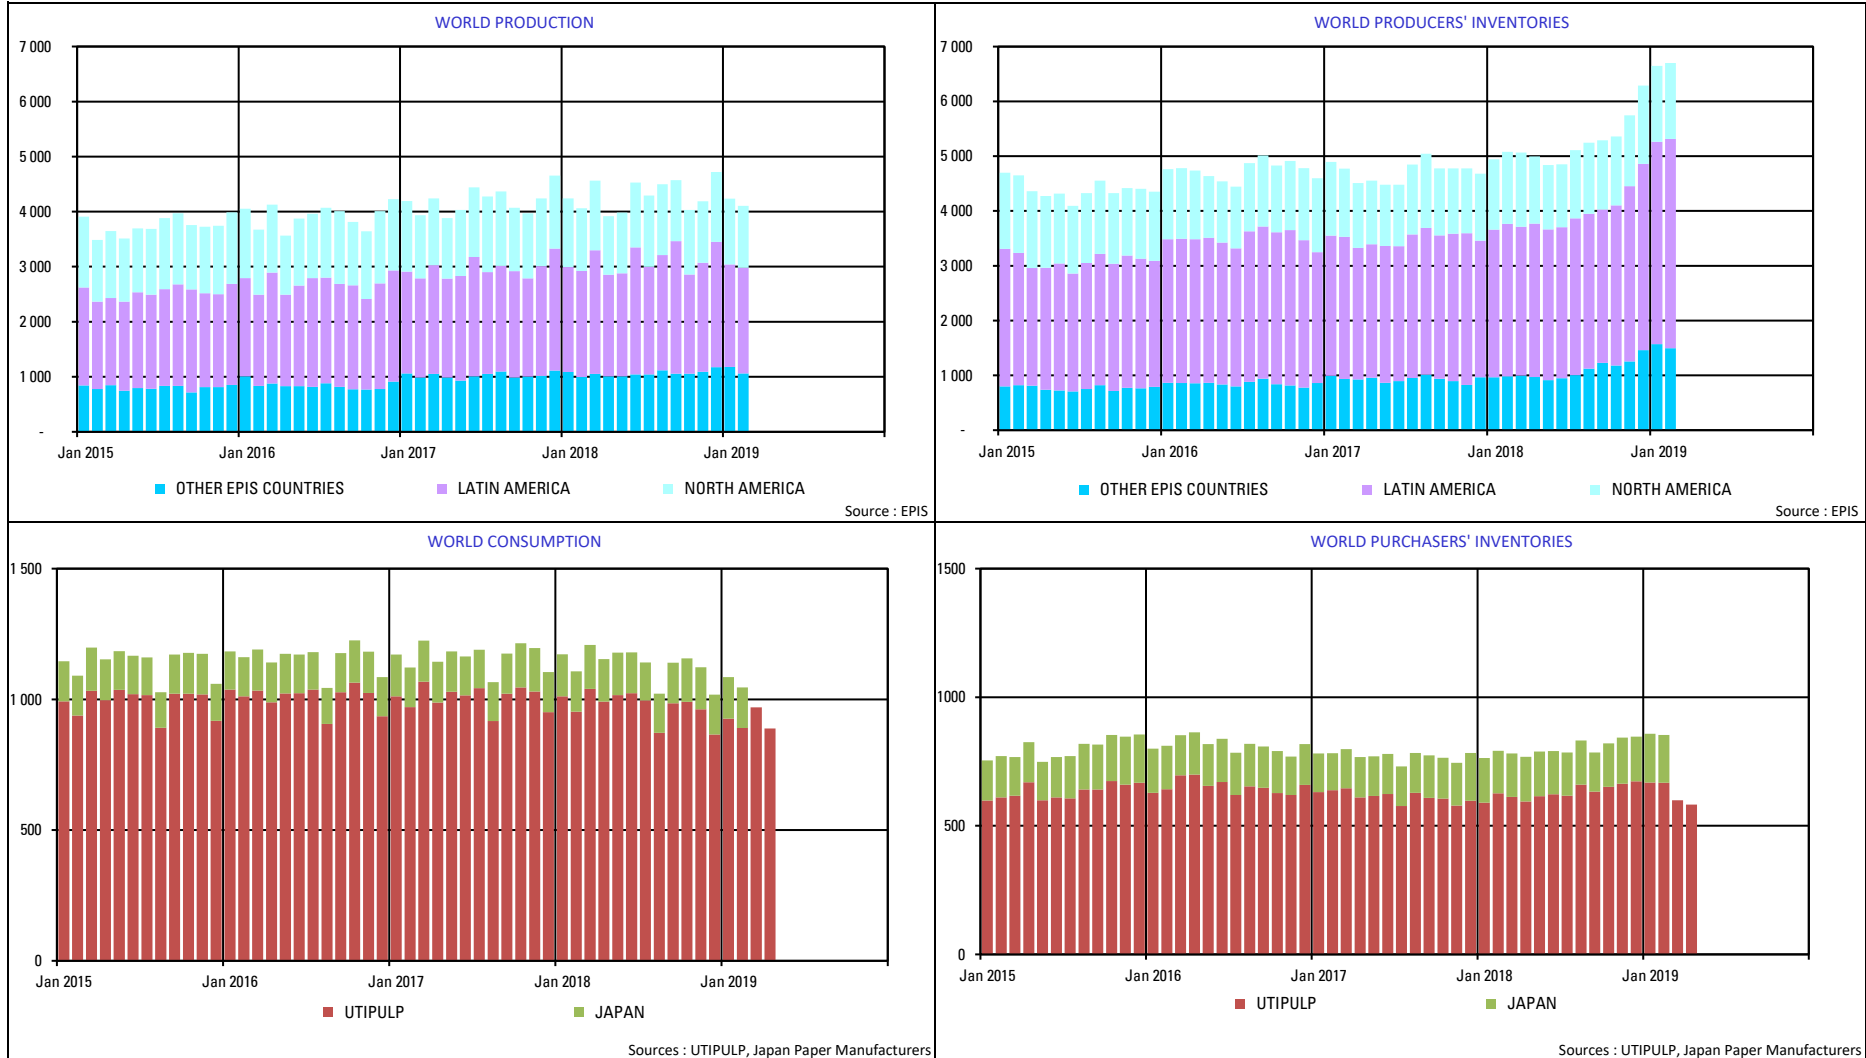 WORLD PRODUCTION
7 000
6 000
5 000
4 000
3 000
2 000
1 000
-
Jan 2015 Jan 2016 Jan 2017 Jan 2018 Jan 2019
OTHER EPIS COUNTRIES LATIN AMERICA NORTH AMERICA
Source : EPIS
WORLD PRODUCERS' INVENTORIES
7 000
6 000
5 000
4 000
3 000
2 000
1 000
-
Jan 2015 Jan 2016 Jan 2017 Jan 2018 Jan 2019
OTHER EPIS COUNTRIES LATIN AMERICA NORTH AMERICA
Source : EPIS
WORLD CONSUMPTION
1 500
1 000
500
0
Jan 2015 Jan 2016 Jan 2017 Jan 2018 Jan 2019
UTIPULP JAPAN
Sources : UTIPULP, Japan Paper Manufacturers
WORLD PURCHASERS' INVENTORIES
1500
1000
500
0
Jan 2015 Jan 2016 Jan 2017 Jan 2018 Jan 2019
UTIPULP JAPAN
Sources : UTIPULP, Japan Paper Manufacturers